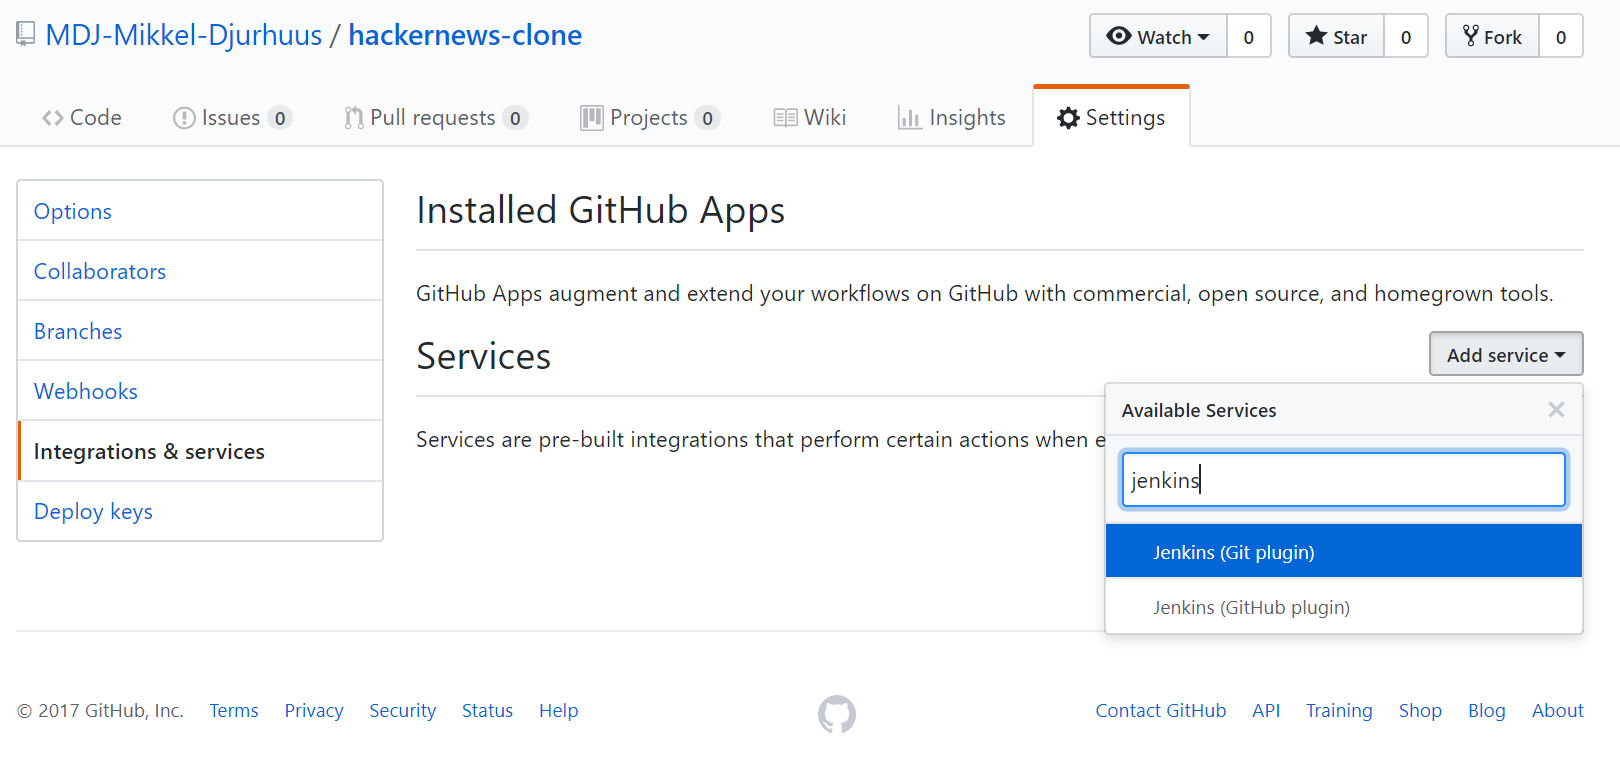 MDJ-Mikkel-Djurhuus / hackernews-clone
Watch 0 Star 0 Fork 0
Code Issues 0 Pull requests 0 Projects 0 Wiki Insights Settings
Options
Collaborators
Branches
Webhooks
Integrations & services
Deploy keys
Installed GitHub Apps
GitHub Apps augment and extend your workflows on GitHub with commercial, open source, and homegrown tools.
Services
Add service
Services are pre-built integrations that perform certain actions when e
Available Services
jenkins
Jenkins (Git plugin)
Jenkins (GitHub plugin)
© 2017 GitHub, Inc. Terms Privacy Security Status Help
Contact GitHub API Training Shop Blog About